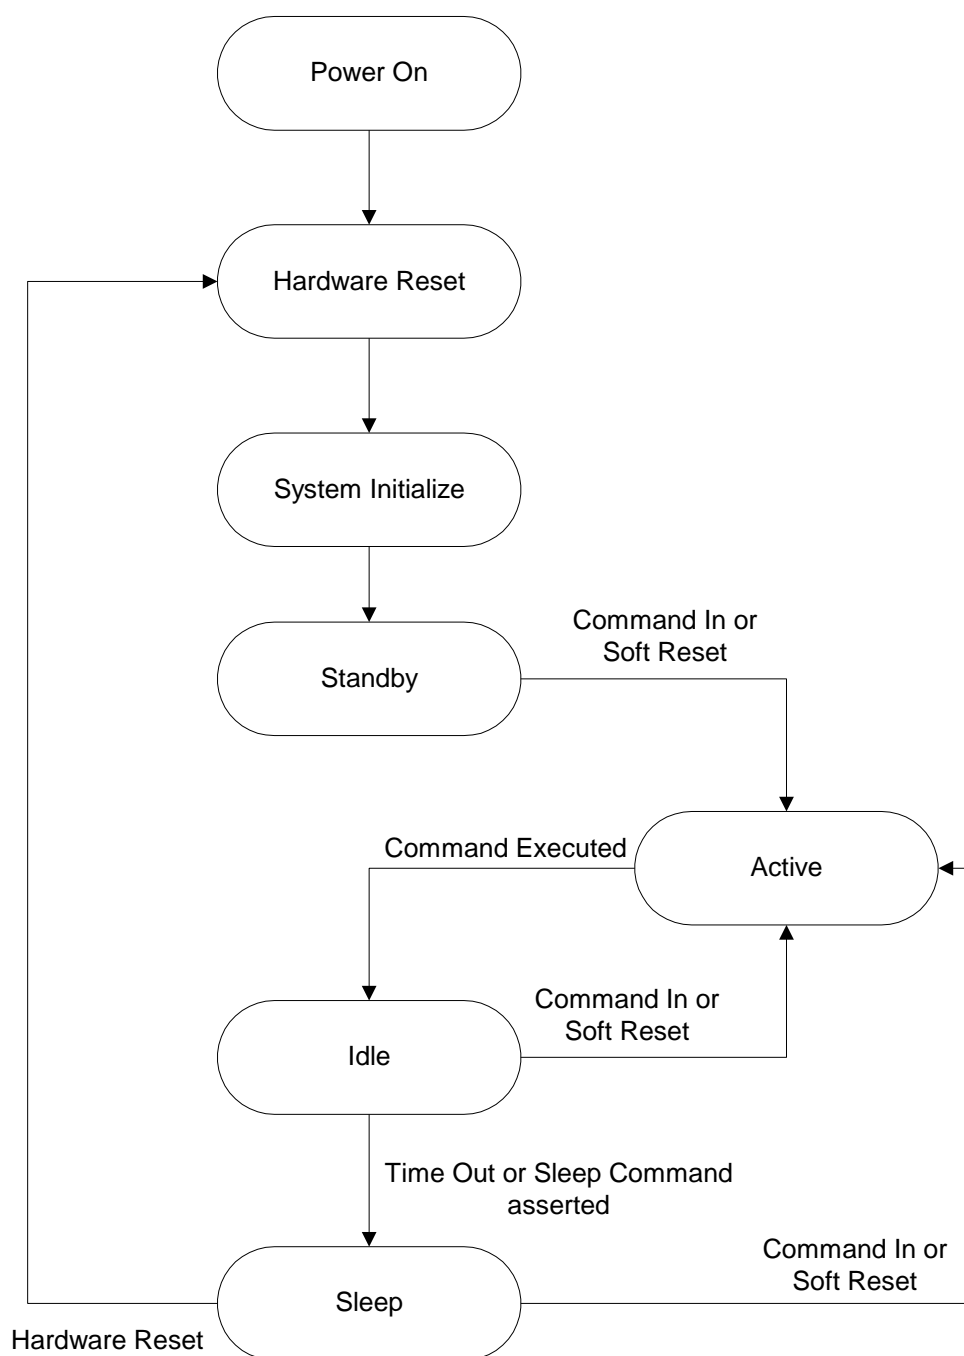 Power On
Hardware Reset
System Initialize
Command In or
Soft Reset
Standby
Command Executed
Active
Command In or
Soft Reset
Idle
Time Out or Sleep Command
asserted
Command In or
Soft Reset
Sleep
Hardware Reset